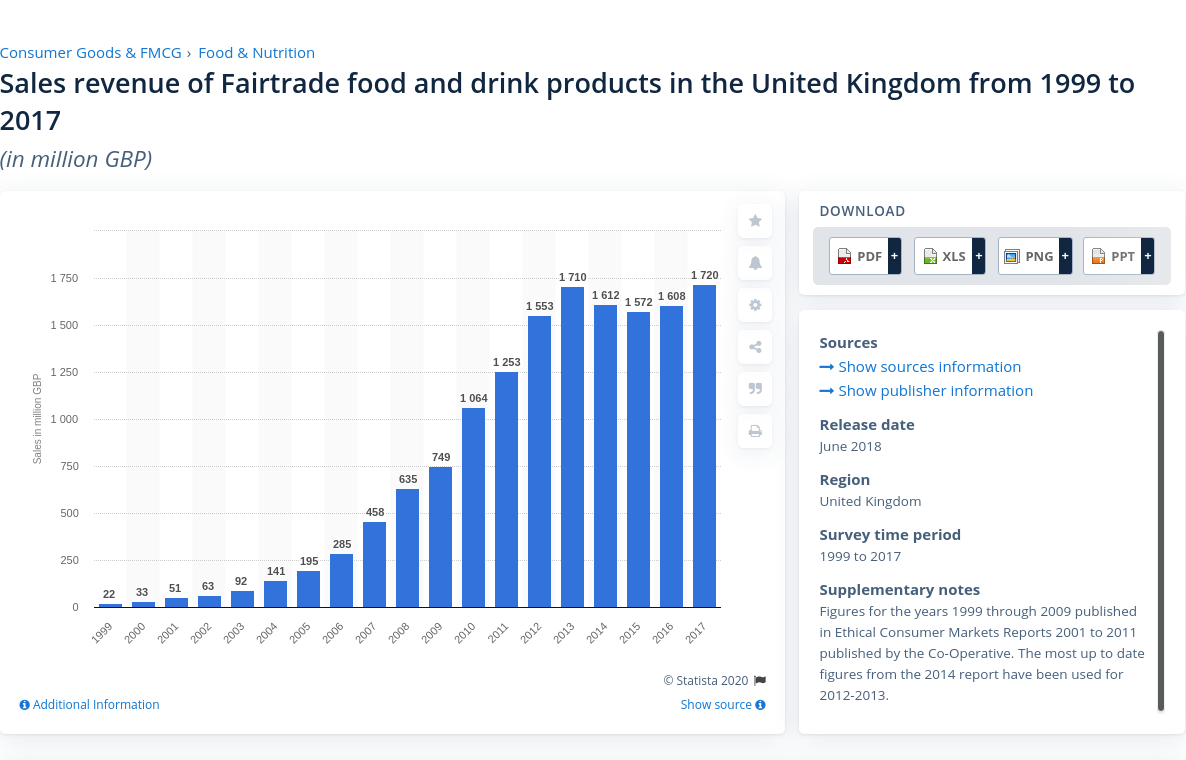 Consumer Goods & FMCG › Food & Nutrition
Sales revenue of Fairtrade food and drink products in the United Kingdom from 1999 to
2017
(in million GBP)
Sales in million GBP
1 750
1 500
1 250
1 000
750
500
250
0
22
33
51
63
92
141
195
285
458
635
749
1 064
1 253
1 553
1 710
1 612
1 572
1 608
1 720
1999
2000
2001
2002
2003
2004
2005
2006
2007
2008
2009
2010
2011
2012
2013
2014
2015
2016
2017
© Statista 2020
Additional Information
Show source
DOWNLOAD
PDF +
XLS +
PNG +
PPT +
Sources
Show sources information
Show publisher information
Release date
June 2018
Region
United Kingdom
Survey time period
1999 to 2017
Supplementary notes
Figures for the years 1999 through 2009 published
in Ethical Consumer Markets Reports 2001 to 2011
published by the Co-Operative. The most up to date
figures from the 2014 report have been used for
2012-2013.